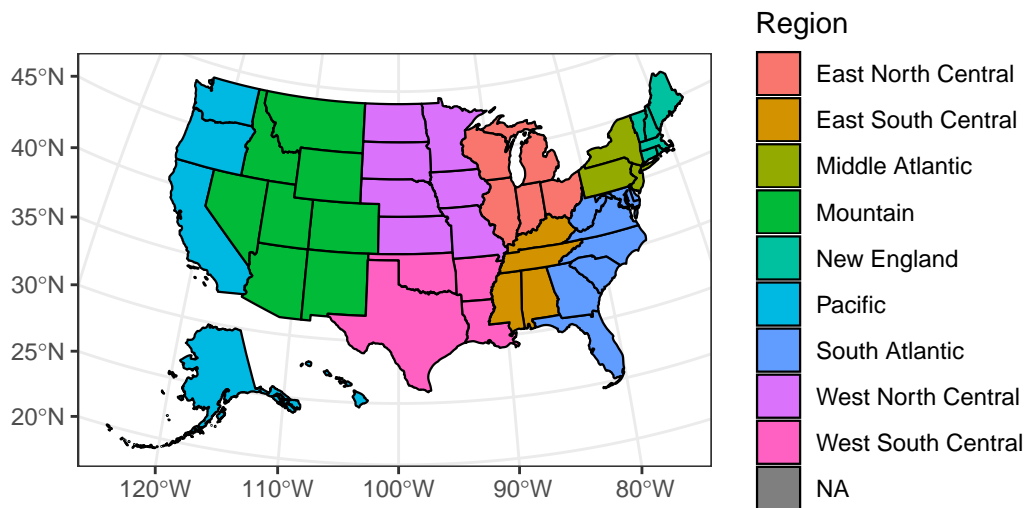 Region
East North Central
East South Central
Middle Atlantic
Mountain
New England
Pacific
South Atlantic
West North Central
West South Central
NA
45°N
40°N
35°N
30°N
25°N
20°N
120°W 110°W 100°W 90°W 80°W